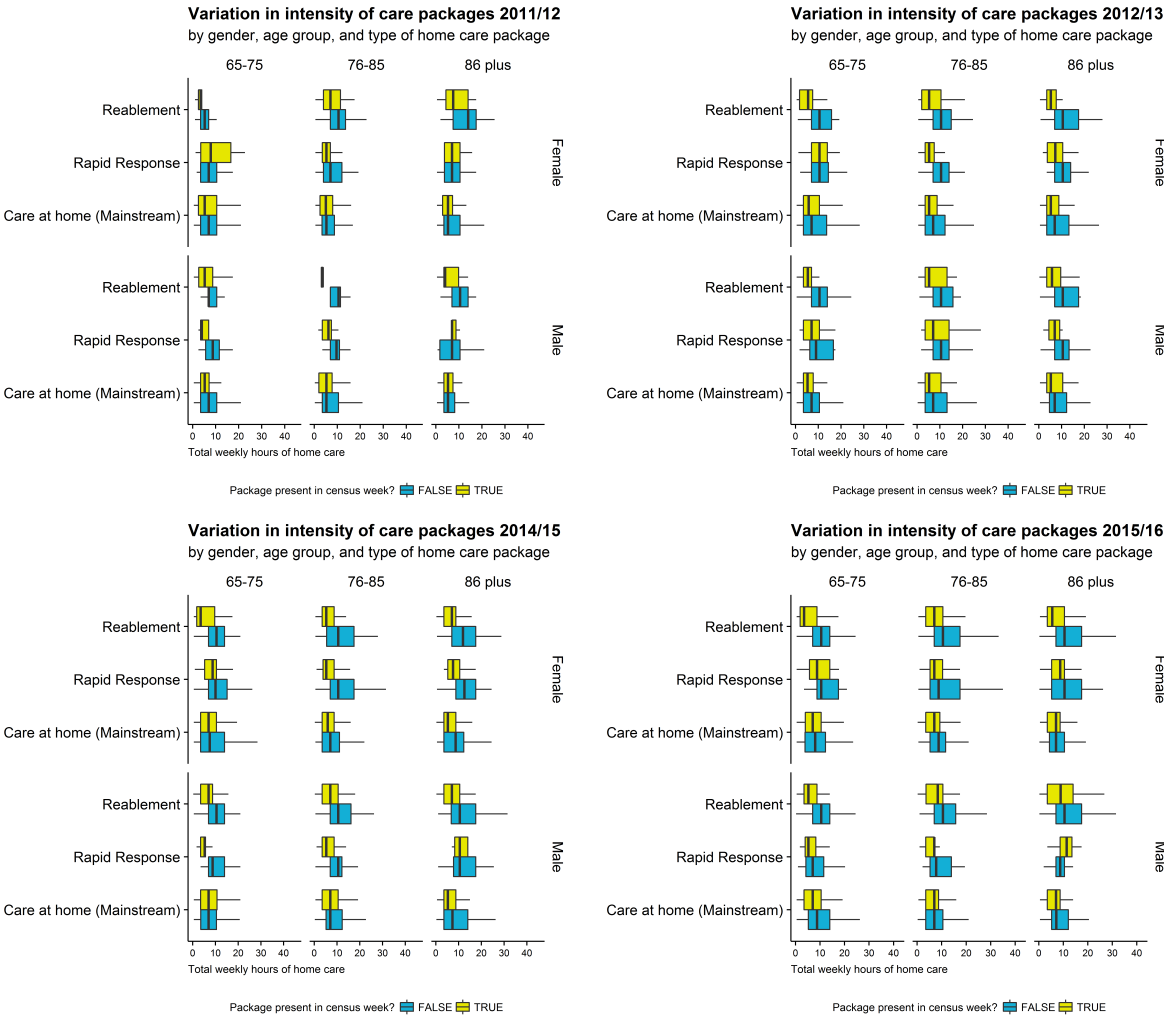 Variation in intensity of care packages 2011/12
by gender, age group, and type of home care package
65-75 76-85 86 plus
Reablement
Rapid Response
Care at home (Mainstream)
Female
Reablement
Rapid Response
Care at home (Mainstream)
Male
0 10 20 30 40 0 10 20 30 40 0 10 20 30 40
Total weekly hours of home care
Package present in census week? FALSE TRUE
Variation in intensity of care packages 2012/13
by gender, age group, and type of home care package
65-75 76-85 86 plus
Reablement
Rapid Response
Care at home (Mainstream)
Female
Reablement
Rapid Response
Care at home (Mainstream)
Male
0 10 20 30 40 0 10 20 30 40 0 10 20 30 40
Total weekly hours of home care
Package present in census week? FALSE TRUE
Variation in intensity of care packages 2014/15
by gender, age group, and type of home care package
65-75 76-85 86 plus
Reablement
Rapid Response
Care at home (Mainstream)
Female
Reablement
Rapid Response
Care at home (Mainstream)
Male
0 10 20 30 40 0 10 20 30 40 0 10 20 30 40
Total weekly hours of home care
Package present in census week? FALSE TRUE
Variation in intensity of care packages 2015/16
by gender, age group, and type of home care package
65-75 76-85 86 plus
Reablement
Rapid Response
Care at home (Mainstream)
Female
Reablement
Rapid Response
Care at home (Mainstream)
Male
0 10 20 30 40 0 10 20 30 40 0 10 20 30 40
Total weekly hours of home care
Package present in census week? FALSE TRUE